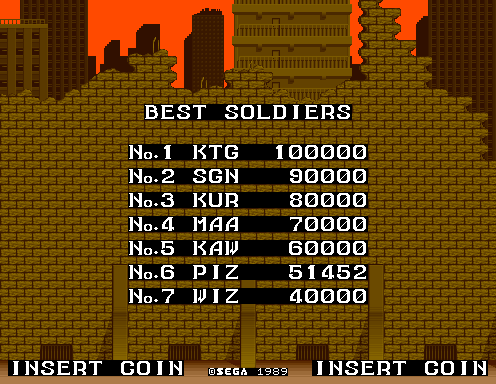 BEST SOLDIERS
No.1 KTG 100000
No.2 SGN 90000
No.3 KUR 80000
No.4 MAA 70000
No.5 KAW 60000
No.6 PIZ 51452
No.7 WIZ 40000
INSERT COIN ©SEGA 1989 INSERT COIN